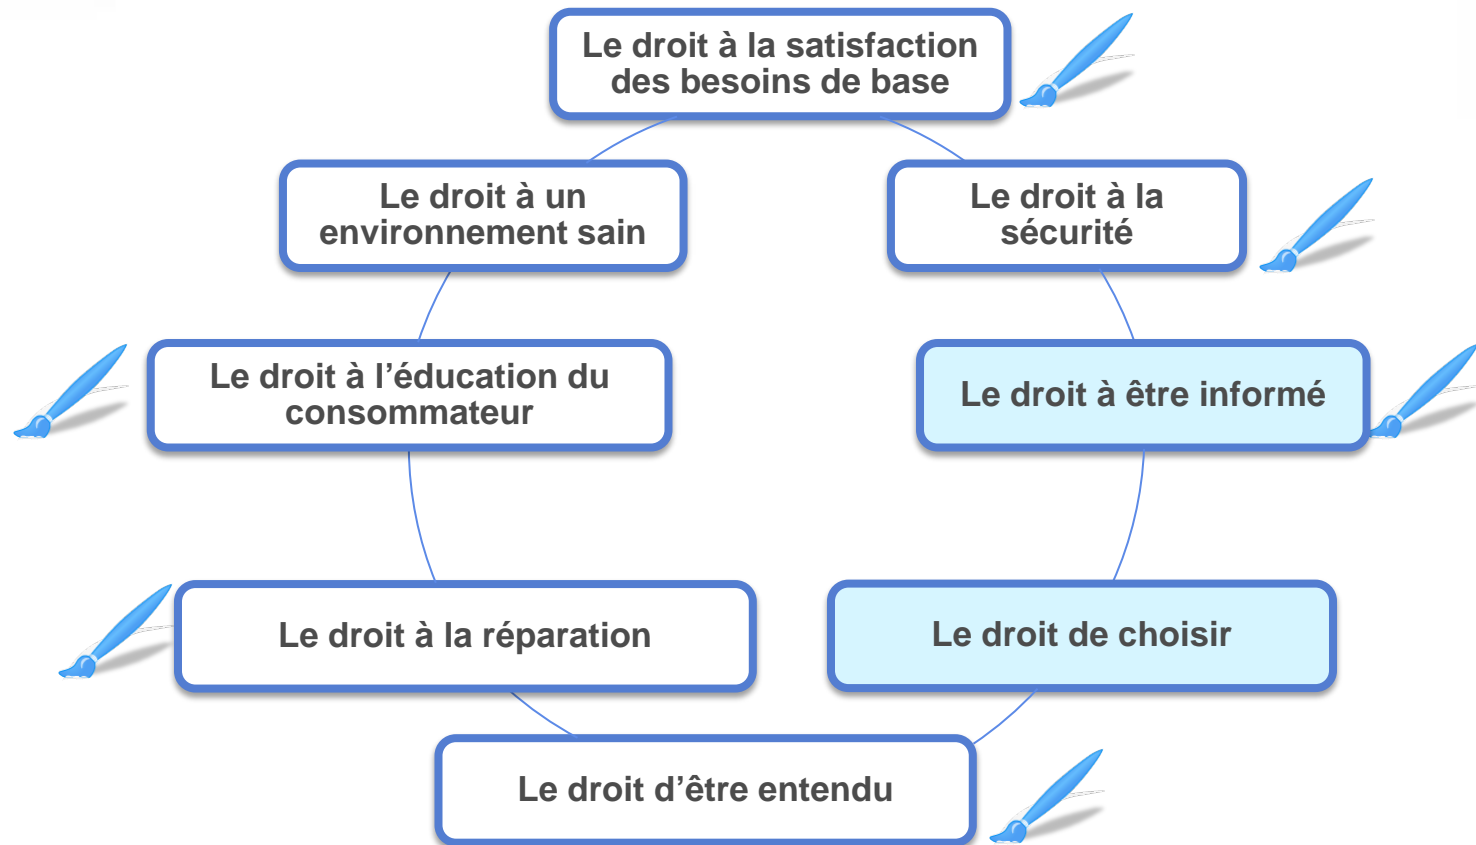 Le droit à la satisfaction
des besoins de base
Le droit à un
environnement sain
Le droit à la
sécurité
Le droit à l’éducation du
consommateur
Le droit à être informé
Le droit à la réparation
Le droit de choisir
Le droit d’être entendu